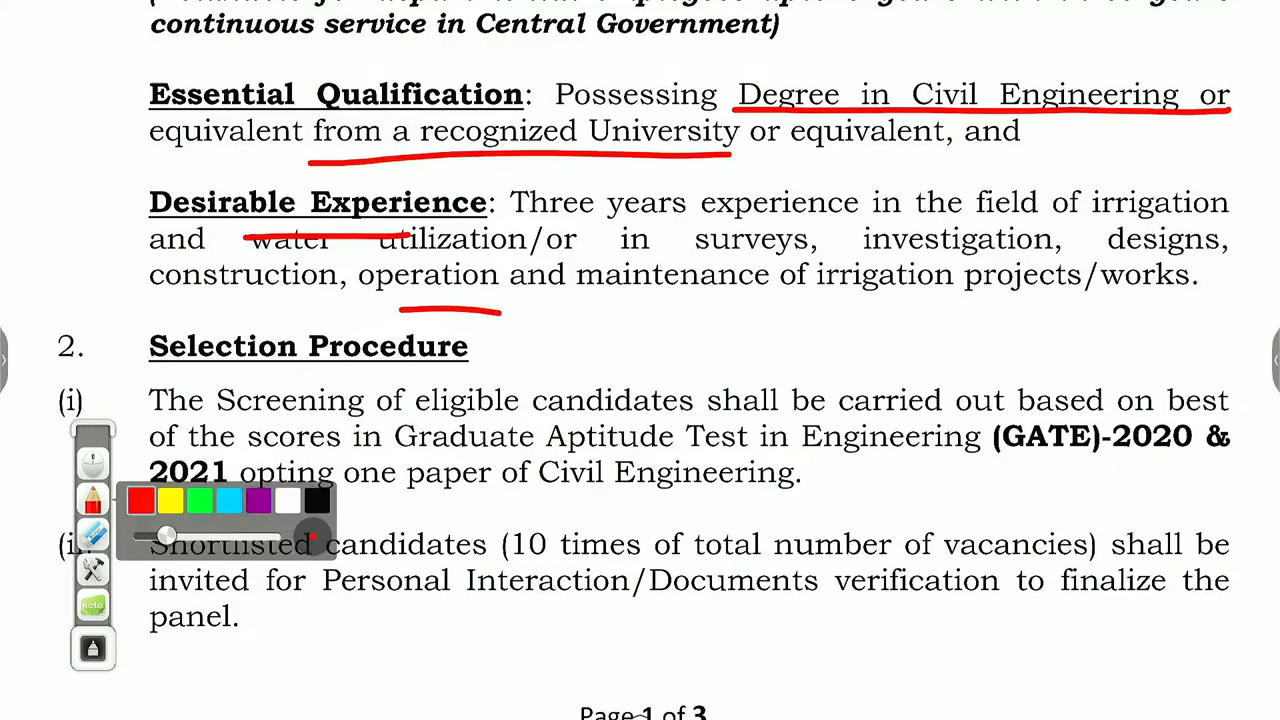 continuous service in Central Government)
Essential Qualification: Possessing Degree in Civil Engineering or
equivalent from a recognized University or equivalent, and
Desirable Experience: Three years experience in the field of irrigation
and water utilization/or in surveys, investigation, designs,
construction, operation and maintenance of irrigation projects/works.
2. Selection Procedure
(i) The Screening of eligible candidates shall be carried out based on best
of the scores in Graduate Aptitude Test in Engineering (GATE)-2020 &
2021 opting one paper of Civil Engineering.
Shortlisted candidates (10 times of total number of vacancies) shall be
invited for Personal Interaction/Documents verification to finalize the
panel.
Note
Page 1 of 3